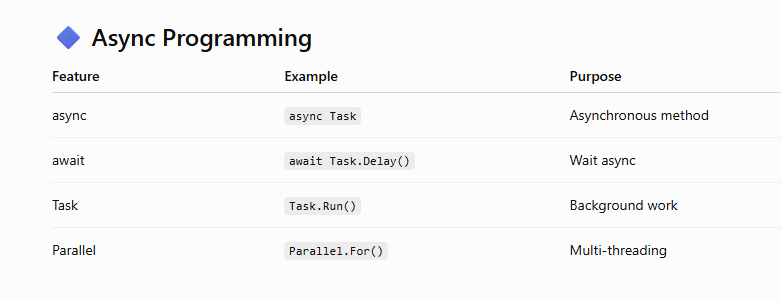 Async Programming
Feature Example Purpose
async async Task Asynchronous method
await await Task.Delay() Wait async
Task Task.Run() Background work
Parallel Parallel.For() Multi-threading